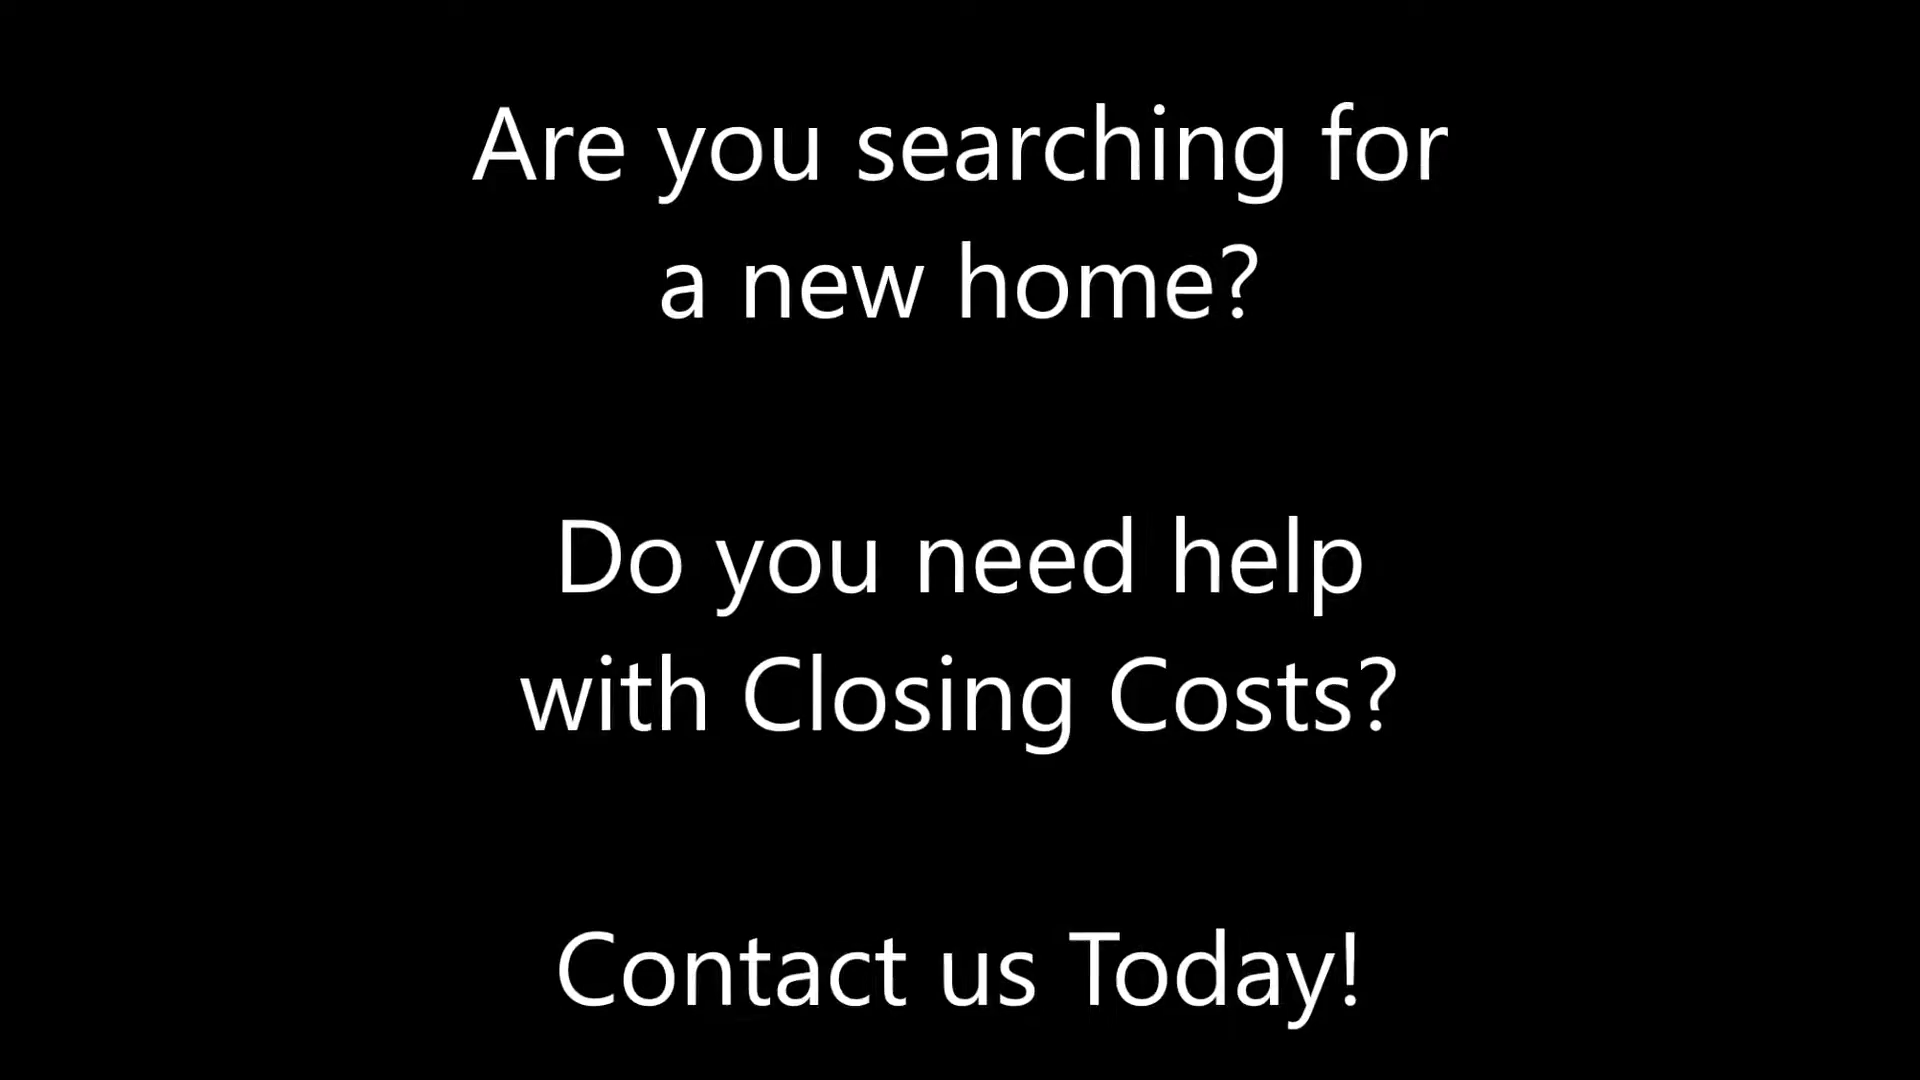 Are you searching for
a new home?
Do you need help
with Closing Costs?
Contact us Today!